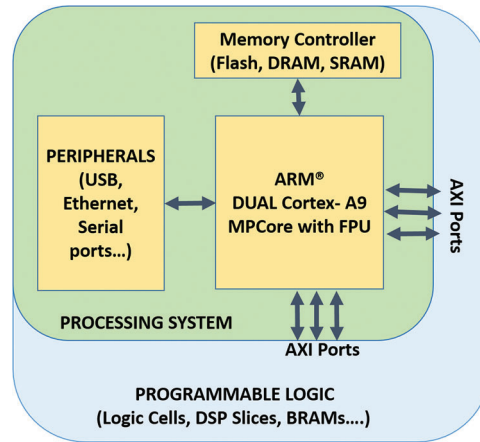 Memory Controller
(Flash, DRAM, SRAM)
PERIPHERALS
(USB,
Ethernet,
Serial
ports...)
ARM®
DUAL Cortex- A9
MPCore with FPU
AXI Ports
PROCESSING SYSTEM
AXI Ports
PROGRAMMABLE LOGIC
(Logic Cells, DSP Slices, BRAMs....)